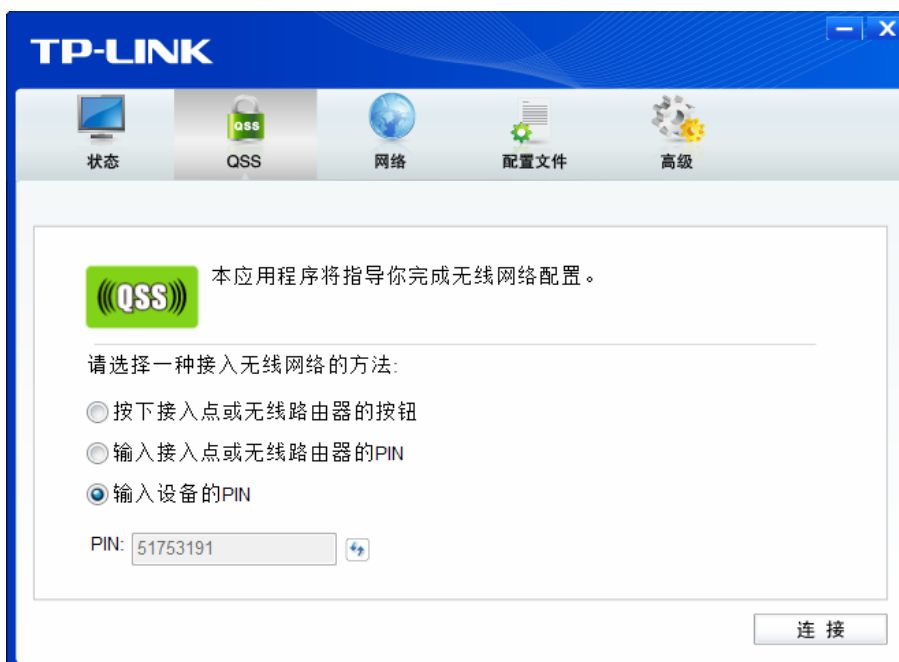 TP-LINK
状态 QSS 网络 配置文件 高级
QSS
本应用程序将指导你完成无线网络配置。
请选择一种接入无线网络的方法:
按下接入点或无线路由器的按钮
输入接入点或无线路由器的PIN
输入设备的PIN
PIN: 51753191
连 接